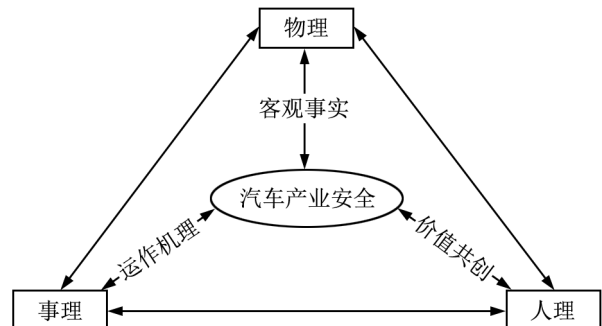 物理
客观事实
汽车产业安全
运作机理
价值共创
事理
人理